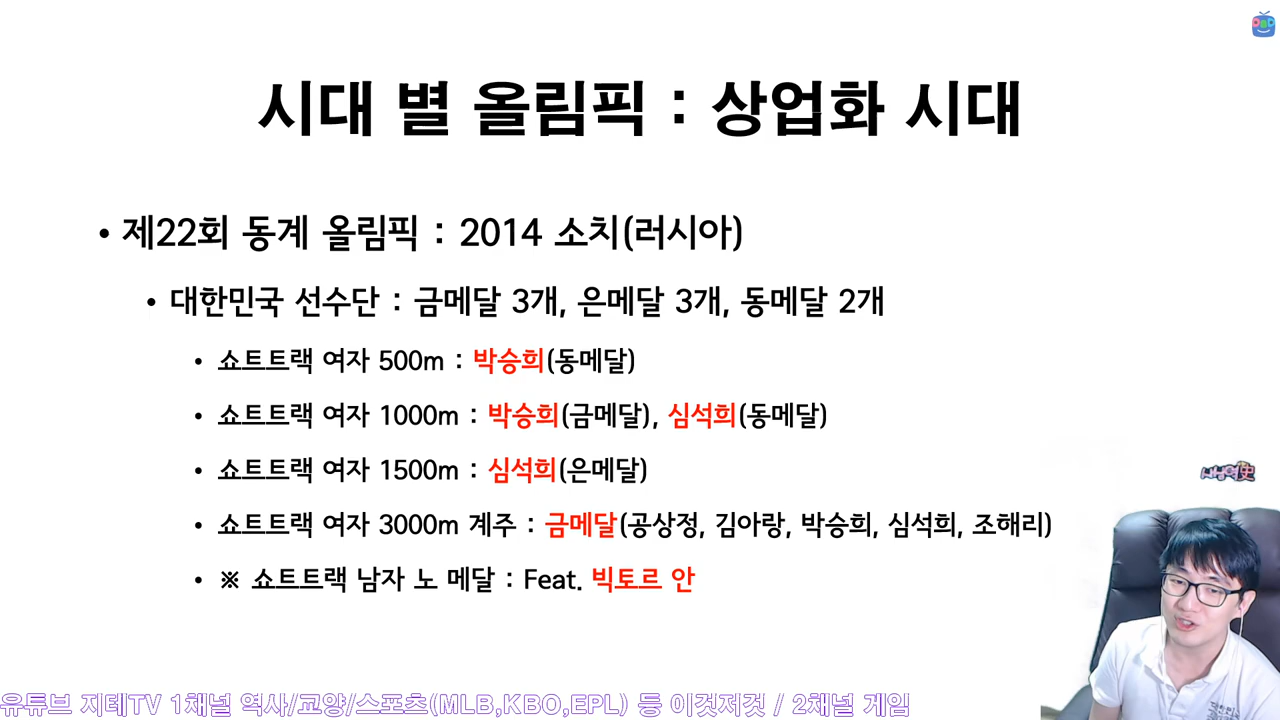 시대 별 올림픽 : 상업화 시대
• 제22회 동계 올림픽 : 2014 소치(러시아)
• 대한민국 선수단 : 금메달 3개, 은메달 3개, 동메달 2개
• 쇼트트랙 여자 500m : 박승희(동메달)
• 쇼트트랙 여자 1000m : 박승희(금메달), 심석희(동메달)
• 쇼트트랙 여자 1500m : 심석희(은메달)
• 쇼트트랙 여자 3000m 계주 : 금메달(공상정, 김아랑, 박승희, 심석희, 조해리)
• ※ 쇼트트랙 남자 노 메달 : Feat. 빅토르 안
유튜브 지테TV 1채널 역사/교양/스포츠(MLB,KBO,EPL) 등 이것저것 / 2채널 게임